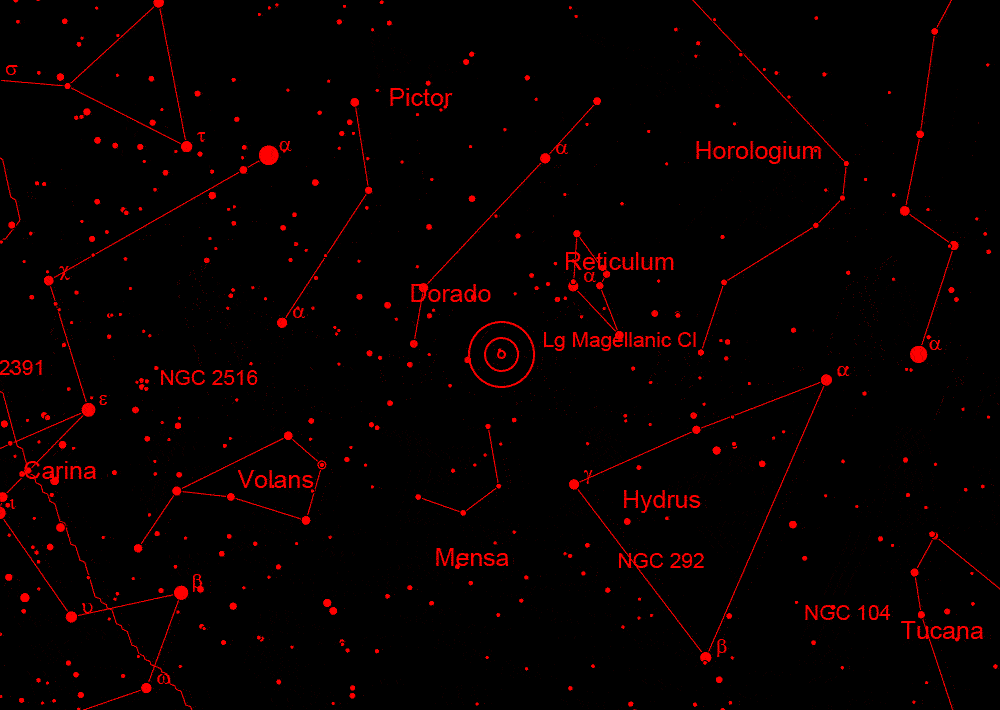 σ
Pictor
τ
α
α
Horologium
χ
Reticulum
α
Dorado
α
Lg Magellanic Cl
α
2391
NGC 2516
α
ε
Carina
Volans
γ
Hydrus
ι
Mensa
NGC 292
β
υ
NGC 104
Tucana
β
ω